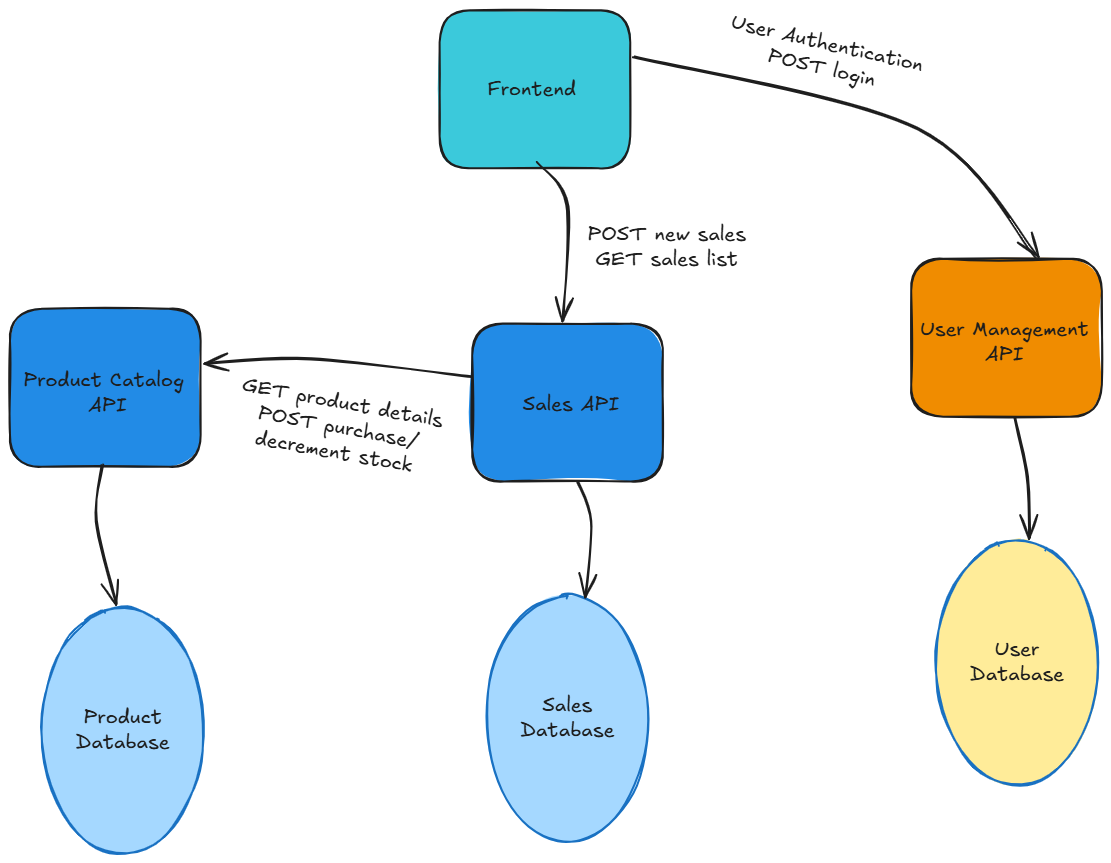 User Authentication
POST login
Frontend
POST new sales
GET sales list
User Management
API
Product Catalog
API
GET product details
POST purchase/
decrement stock
Sales API
User
Database
Sales
Database
Product
Database